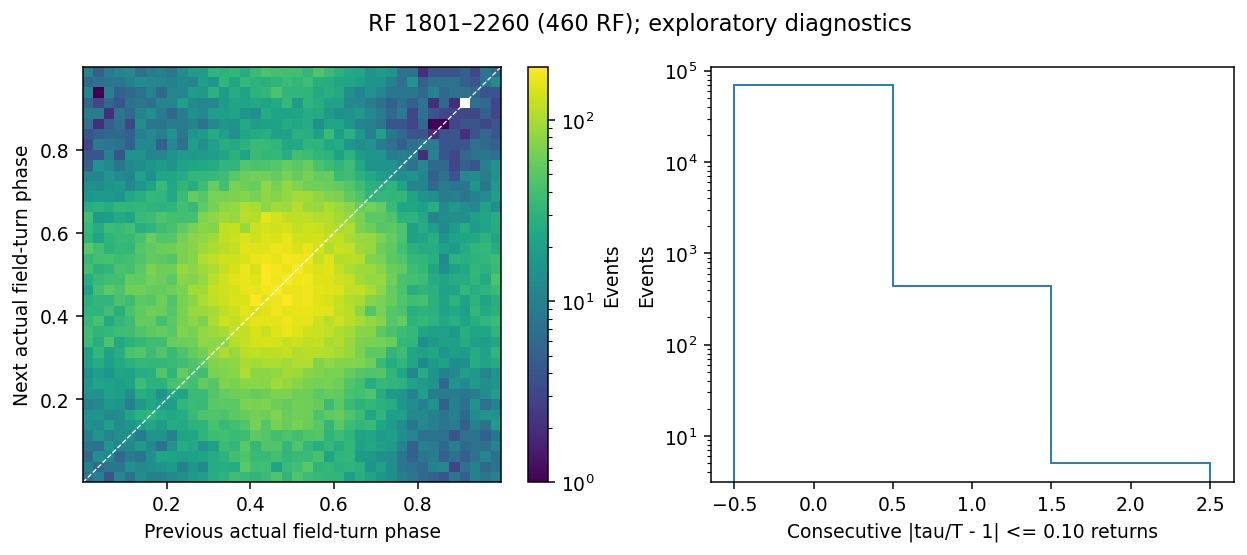 RF 1801–2260 (460 RF); exploratory diagnostics
Next actual field-turn phase
0.8
0.6
0.4
0.2
0.2 0.4 0.6 0.8
Previous actual field-turn phase
10²
10¹
10⁰
Events
Events
10⁵
10⁴
10³
10²
10¹
−0.5 0.0 0.5 1.0 1.5 2.0 2.5
Consecutive |tau/T - 1| <= 0.10 returns